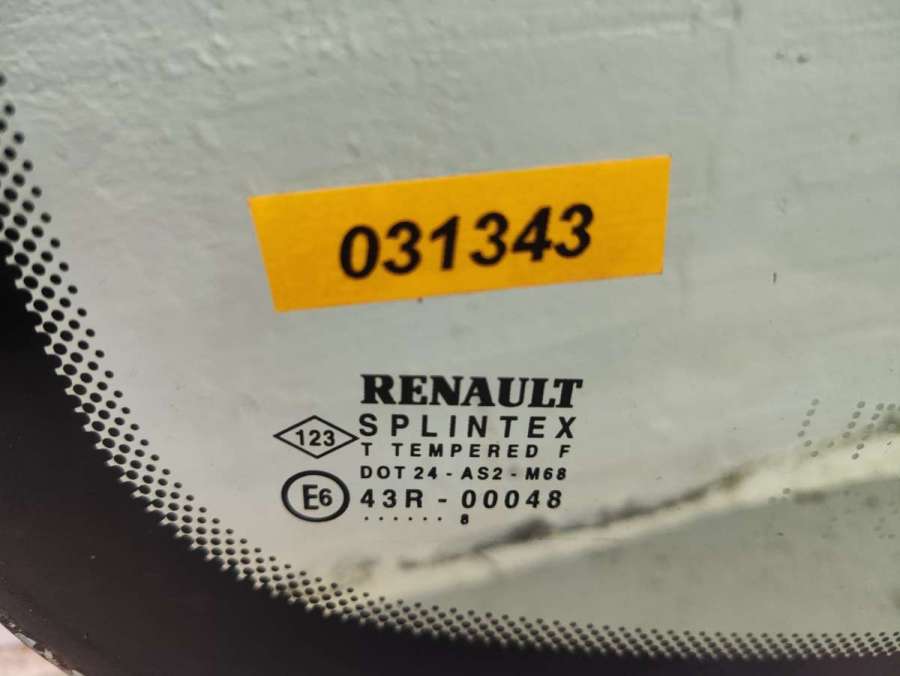 031343
RENAULT
123 SPLINTEX
T TEMPERED F
DOT 24 - AS2 - M68
E6 43R - 00048
...... 8